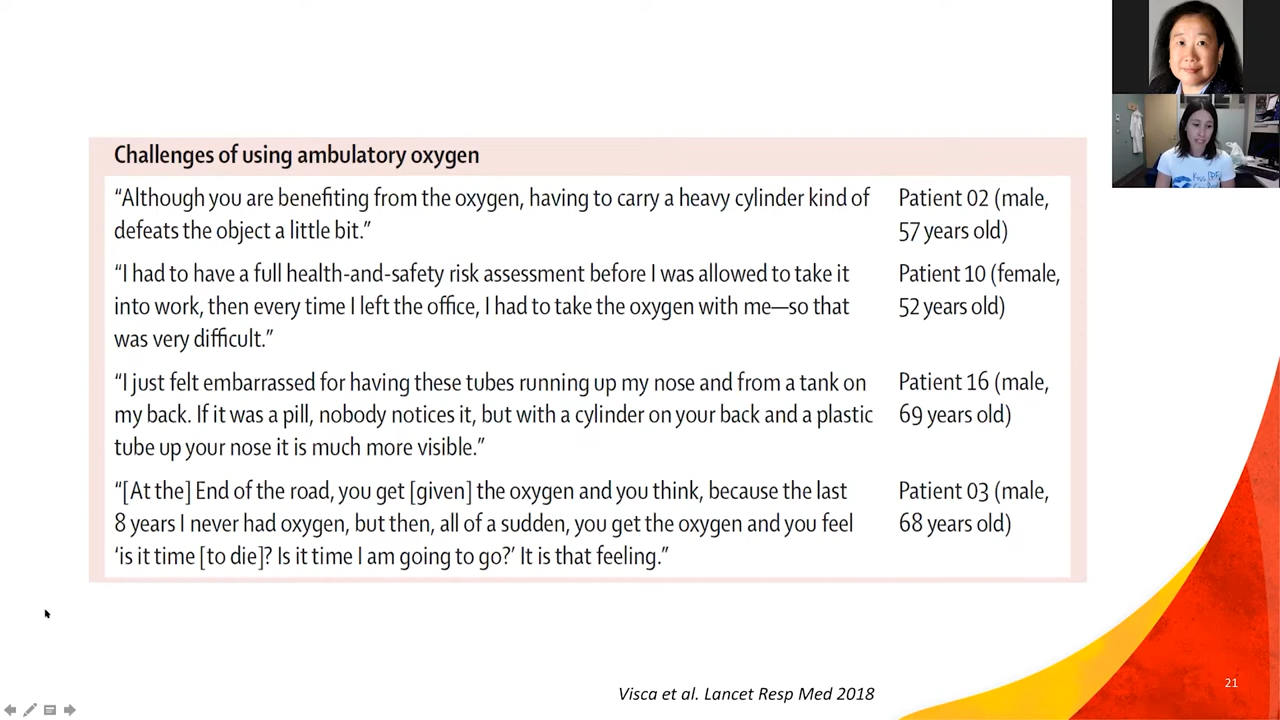 Challenges of using ambulatory oxygen
“Although you are benefiting from the oxygen, having to carry a heavy cylinder kind of
defeats the object a little bit.”
Patient 02 (male,
57 years old)
“I had to have a full health-and-safety risk assessment before I was allowed to take it
into work, then every time I left the office, I had to take the oxygen with me—so that
was very difficult.”
Patient 10 (female,
52 years old)
“I just felt embarrassed for having these tubes running up my nose and from a tank on
my back. If it was a pill, nobody notices it, but with a cylinder on your back and a plastic
tube up your nose it is much more visible.”
Patient 16 (male,
69 years old)
“[At the] End of the road, you get [given] the oxygen and you think, because the last
8 years I never had oxygen, but then, all of a sudden, you get the oxygen and you feel
‘is it time [to die]? Is it time I am going to go?’ It is that feeling.”
Patient 03 (male,
68 years old)
Visca et al. Lancet Resp Med 2018
21